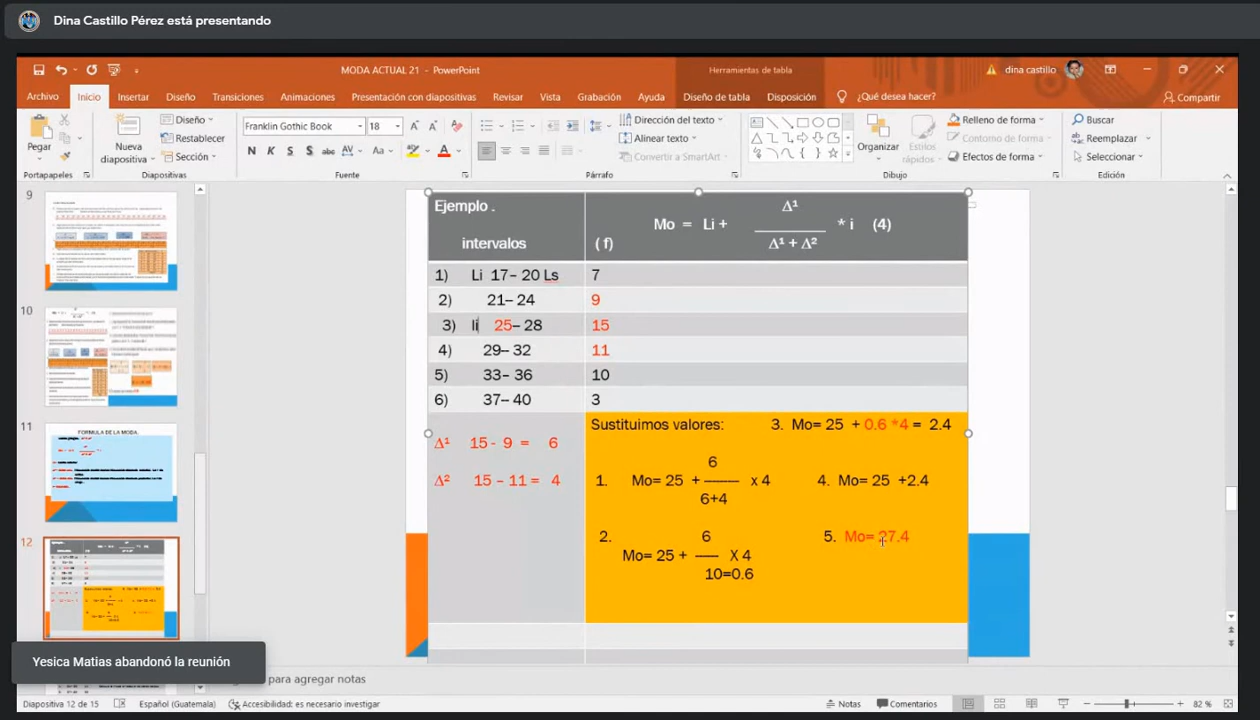 Dina Castillo Pérez está presentando
MODA ACTUAL 21 - PowerPoint
Herramientas de tabla
dina castillo
Archivo
Inicio
Insertar
Diseño
Transiciones
Animaciones
Presentación con diapositivas
Revisar
Vista
Grabación
Ayuda
Diseño de tabla
Disposición
¿Qué desea hacer?
Compartir
Pegar
Nueva
diapositiva
Diseño
Restablecer
Sección
Franklin Gothic Book
18
N K S S abc AV Aa A
Dirección del texto
Alinear texto
Convertir a SmartArt
Organizar
Estilos
rápidos
Relleno de forma
Contorno de forma
Efectos de forma
Buscar
Reemplazar
Seleccionar
Portapapeles
Diapositivas
Fuente
Párrafo
Dibujo
Edición
9
10
11
FORMULA DE LA MODA.
12
Ejemplo .
intervalos
( f)
Δ¹
Mo = Li + ———— * i (4)
Δ¹ + Δ²
1) Li 17– 20 Ls 7
2) 21– 24 9
3) li 25– 28 15
4) 29– 32 11
5) 33– 36 10
6) 37– 40 3
Δ¹ 15 - 9 = 6
Δ² 15 - 11 = 4
Sustituimos valores: 3. Mo= 25 + 0.6 *4 = 2.4
6
1. Mo= 25 + ——— x 4 4. Mo= 25 +2.4
6+4
2. 6 5. Mo= 27.4
Mo= 25 + —— X 4
10=0.6
Yesica Matias abandonó la reunión
para agregar notas
Diapositiva 12 de 15
Español (Guatemala)
Accesibilidad: es necesario investigar
Notas
Comentarios
82 %